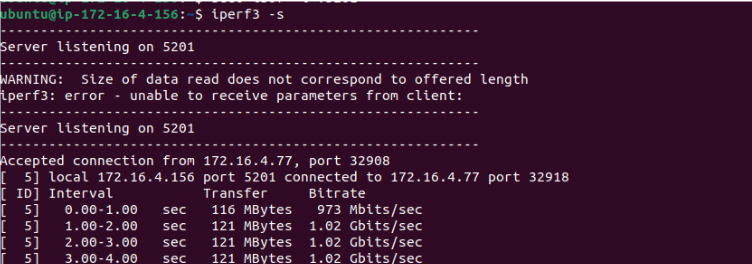 ubuntu@ip-172-16-4-156:~$ iperf3 -s
-----------------------------------------------------------
Server listening on 5201
-----------------------------------------------------------
WARNING:  Size of data read does not correspond to offered length
iperf3: error - unable to receive parameters from client:
-----------------------------------------------------------
Server listening on 5201
-----------------------------------------------------------
Accepted connection from 172.16.4.77, port 32908
[  5] local 172.16.4.156 port 5201 connected to 172.16.4.77 port 32918
[ ID] Interval           Transfer     Bitrate
[  5]   0.00-1.00   sec   116 MBytes   973 Mbits/sec
[  5]   1.00-2.00   sec   121 MBytes  1.02 Gbits/sec
[  5]   2.00-3.00   sec   121 MBytes  1.02 Gbits/sec
[  5]   3.00-4.00   sec   121 MBytes  1.02 Gbits/sec